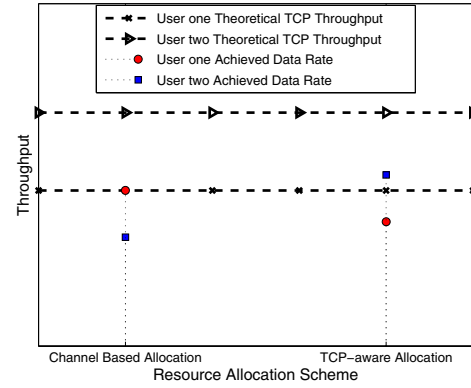 User one Theoretical TCP Throughput
User two Theoretical TCP Throughput
User one Achieved Data Rate
User two Achieved Data Rate
Throughput
Channel Based Allocation
TCP−aware Allocation
Resource Allocation Scheme